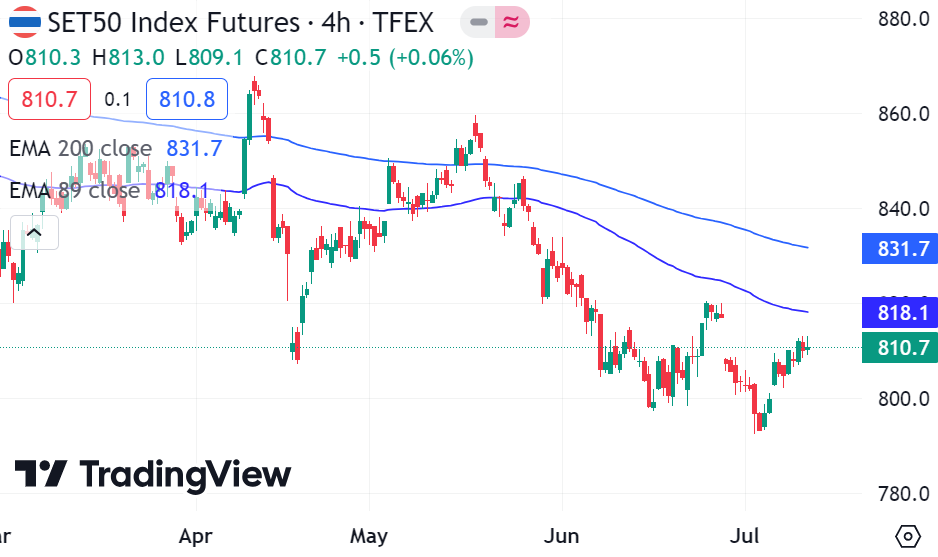 SET50 Index Futures · 4h · TFEX
O810.3 H813.0 L809.1 C810.7 +0.5 (+0.06%)
810.7 0.1 810.8
EMA 200 close 831.7
EMA 89 close 818.1
880.0
860.0
840.0
831.7
818.1
810.7
800.0
780.0
TradingView
Apr May Jun Jul